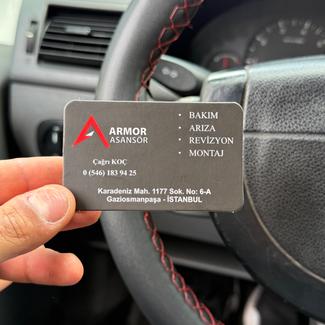 ARMOR
ASANSÖR
• BAKIM
• ARIZA
• REVİZYON
• MONTAJ
Çağrı KOÇ
0 (546) 183 94 25
Karadeniz Mah. 1177 Sok. No: 6-A
Gaziosmanpaşa - İSTANBUL